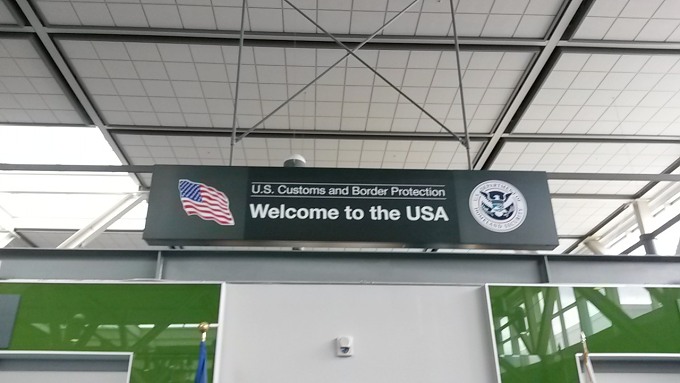 U.S. Customs and Border Protection
Welcome to the USA